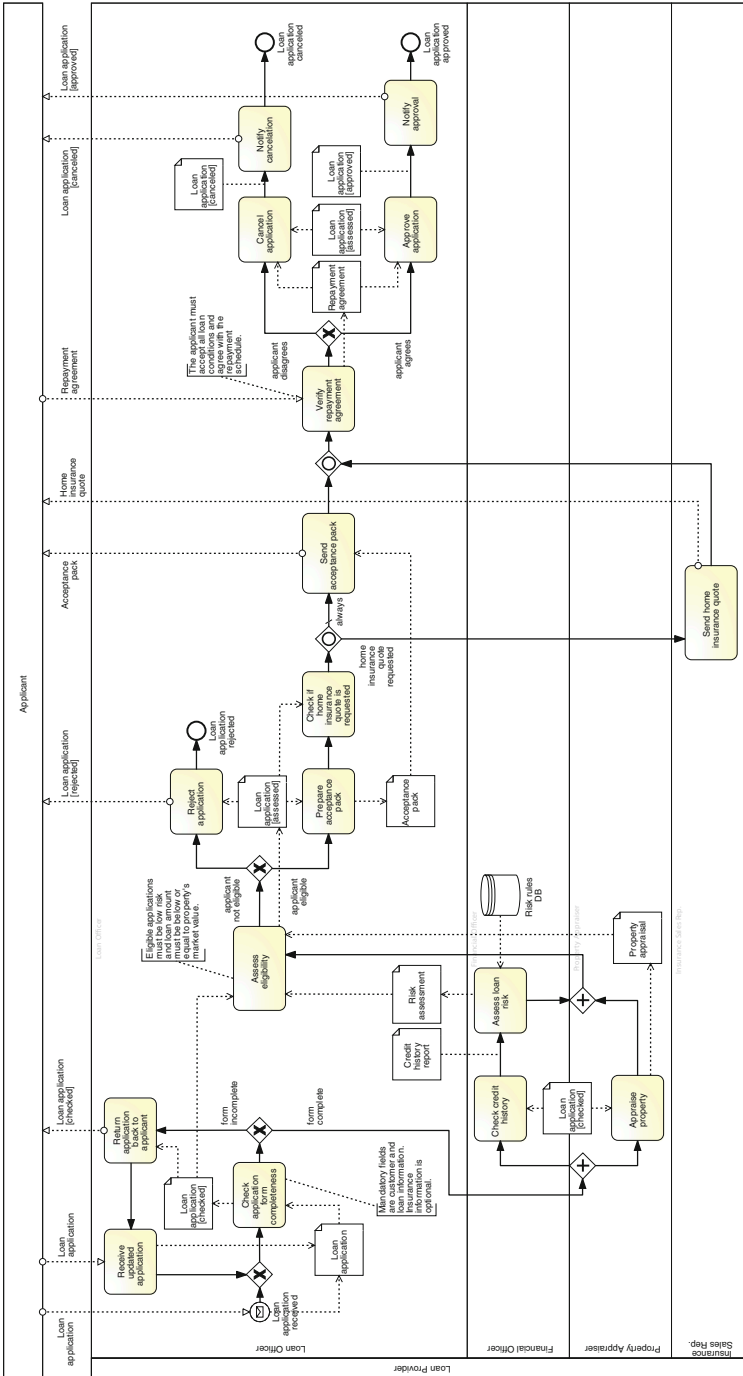 Applicant
Loan Provider
Loan Officer
Financial Officer
Property Appraiser
Insurance
Sales Rep.
Loan Officer
Financial Officer
Property Appraiser
Insurance Sales Rep.
Loan
application
Loan application
Loan application
[checked]
Loan application
[rejected]
Acceptance
pack
Home
insurance
quote
Repayment
agreement
Loan application
[canceled]
Loan application
[approved]
Loan
application
received
Receive
updated
application
Return
application
back to
applicant
Loan
application
[checked]
Check
application
form
completeness
Loan
application
Mandatory fields
are customer and
loan information.
Insurance
information is
optional.
form
incomplete
form
complete
Check credit
history
Loan
application
[checked]
Appraise
property
Credit
history
report
Assess loan
risk
Risk
assessment
Risk rules
DB
Property
appraisal
Eligible applications
must be low risk
and loan amount
must be below or
equal to property's
market value.
Assess
eligibility
applicant
not eligible
applicant
eligible
Reject
application
Loan
application
rejected
Loan
application
[assessed]
Prepare
acceptance
pack
Acceptance
pack
Check if
home
insurance
quote is
requested
always
home
insurance
quote
requested
Send
acceptance pack
Send home
insurance quote
Verify
repayment
agreement
The applicant must
accept all loan
conditions and
agree with the
repayment
schedule.
applicant
disagrees
applicant
agrees
Repayment
agreement
Cancel
application
Loan
application
[assessed]
Approve
application
Loan
application
[canceled]
Loan
application
[approved]
Notify
cancelation
Notify
approval
Loan
application
canceled
Loan
application
approved